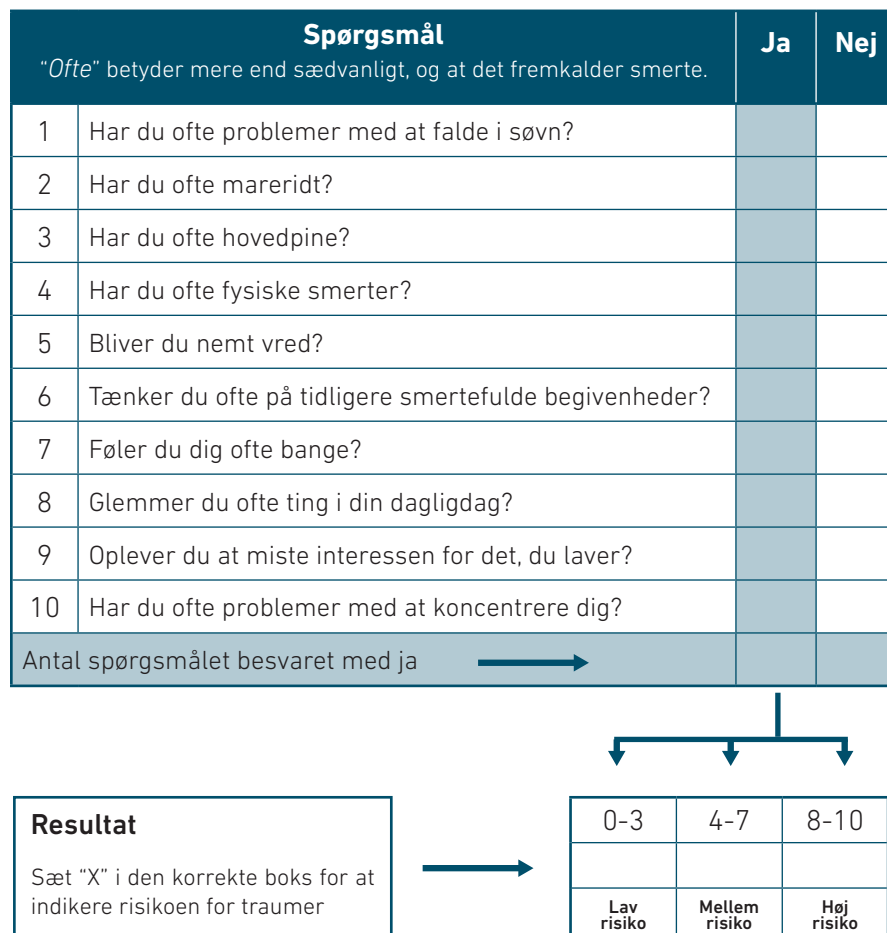 Spørgsmål
"Ofte" betyder mere end sædvanligt, og at det fremkalder smerte.
Ja
Nej
1 Har du ofte problemer med at falde i søvn?
2 Har du ofte mareridt?
3 Har du ofte hovedpine?
4 Har du ofte fysiske smerter?
5 Bliver du nemt vred?
6 Tænker du ofte på tidligere smertefulde begivenheder?
7 Føler du dig ofte bange?
8 Glemmer du ofte ting i din dagligdag?
9 Oplever du at miste interessen for det, du laver?
10 Har du ofte problemer med at koncentrere dig?
Antal spørgsmålet besvaret med ja
Resultat
Sæt "X" i den korrekte boks for at
indikere risikoen for traumer
0-3 4-7 8-10
Lav Mellem Høj
risiko risiko risiko